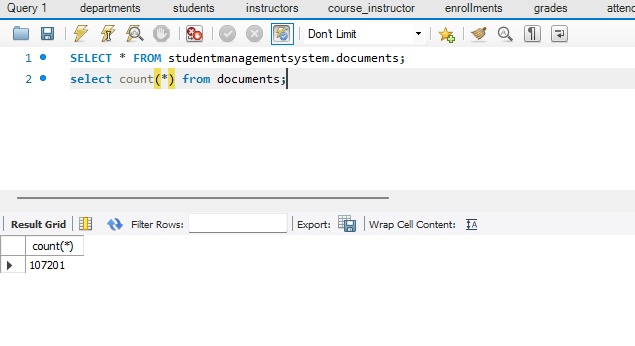 Query 1 departments students instructors course_instructor enrollments grades atten
Don't Limit
1 SELECT * FROM studentmanagementsystem.documents;
2 select count(*) from documents;
Result Grid Filter Rows: Export: Wrap Cell Content:
count(*)
107201